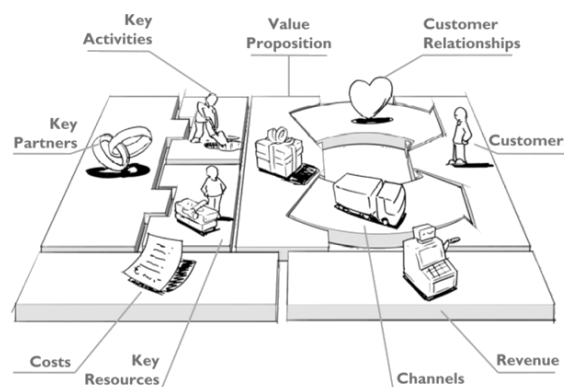 Key
Activities
Value
Proposition
Customer
Relationships
Key
Partners
Customer
Costs
Key
Resources
Channels
Revenue